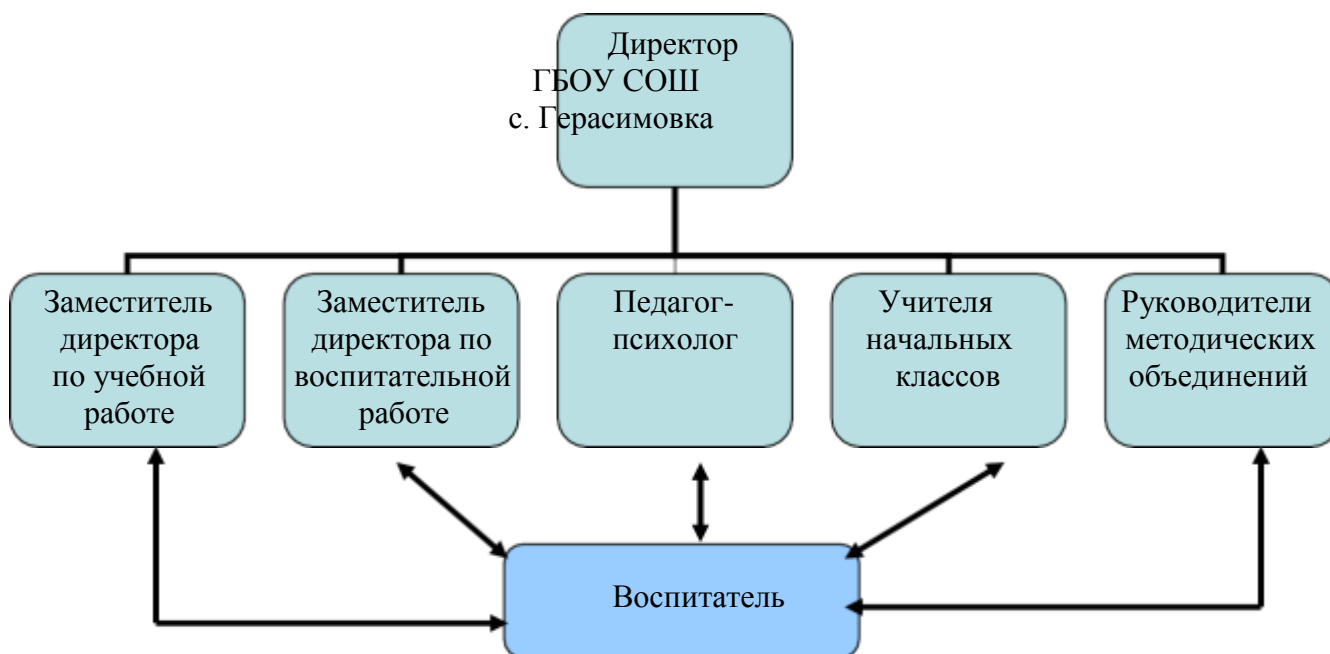 Директор
ГБОУ СОШ
с. Герасимовка
Заместитель
директора
по учебной
работе
Заместитель
директора по
воспитательной
работе
Педагог-
психолог
Учителя
начальных
классов
Руководители
методических
объединений
Воспитатель